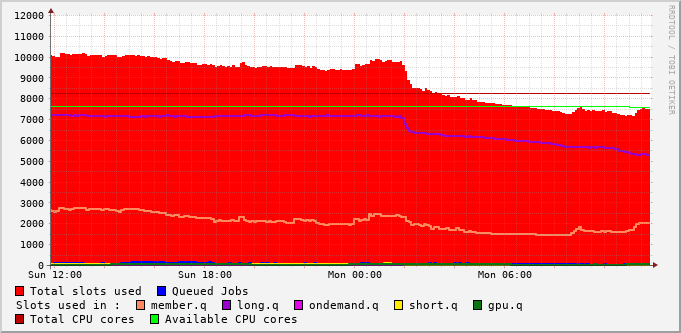 12000
11000
10000
9000
8000
7000
6000
5000
4000
3000
2000
1000
0
Sun 12:00 Sun 18:00 Mon 00:00 Mon 06:00
Total slots used Queued Jobs
Slots used in : member.q long.q ondemand.q short.q gpu.q
Total CPU cores Available CPU cores
RRDTOOL / TOBI OETIKER